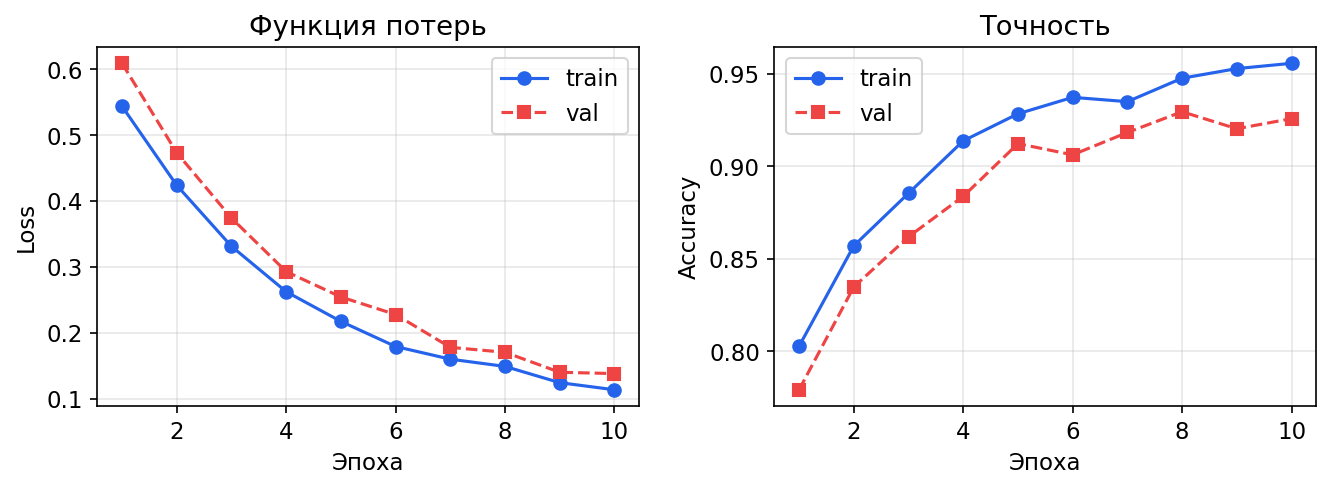 Функция потерь
Loss
0.6
0.5
0.4
0.3
0.2
0.1
train
val
2 4 6 8 10
Эпоха
Точность
Accuracy
0.95
0.90
0.85
0.80
train
val
2 4 6 8 10
Эпоха